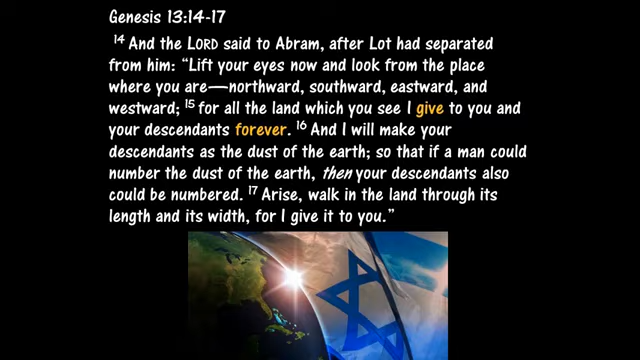 Genesis 13:14-17
14 And the LORD said to Abram, after Lot had separated
from him: “Lift your eyes now and look from the place
where you are—northward, southward, eastward, and
westward; 15 for all the land which you see I give to you and
your descendants forever. 16 And I will make your
descendants as the dust of the earth; so that if a man could
number the dust of the earth, then your descendants also
could be numbered. 17 Arise, walk in the land through its
length and its width, for I give it to you.”